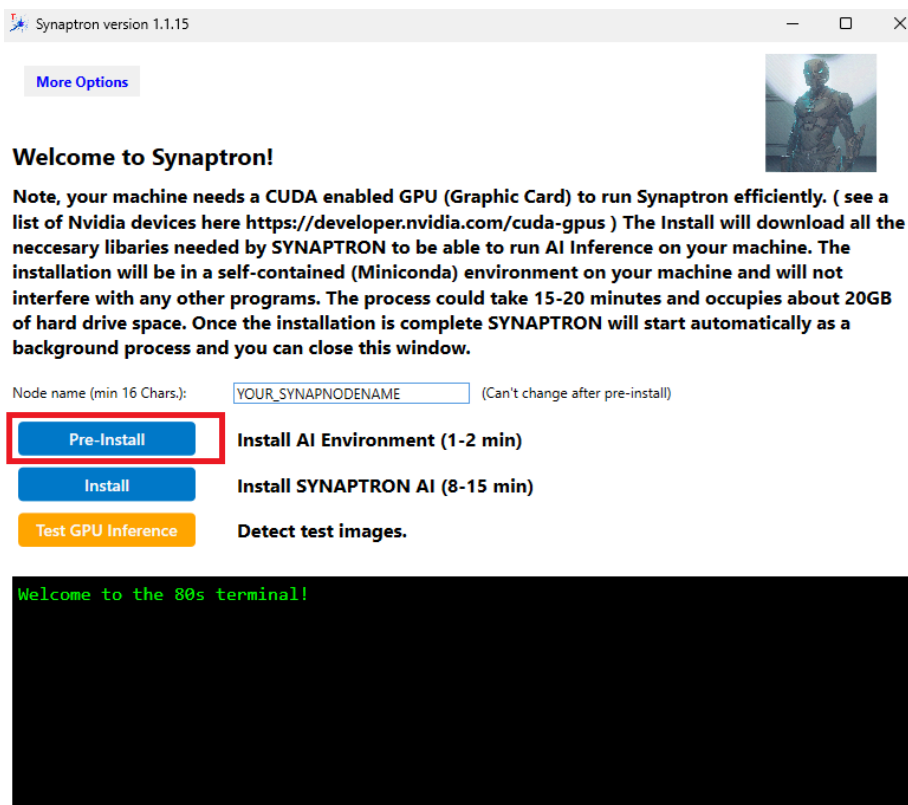 Synaptron version 1.1.15
More Options
Welcome to Synaptron!
Note, your machine needs a CUDA enabled GPU (Graphic Card) to run Synaptron efficiently. ( see a
list of Nvidia devices here https://developer.nvidia.com/cuda-gpus ) The Install will download all the
neccesary libaries needed by SYNAPTRON to be able to run AI Inference on your machine. The
installation will be in a self-contained (Miniconda) environment on your machine and will not
interfere with any other programs. The process could take 15-20 minutes and occupies about 20GB
of hard drive space. Once the installation is complete SYNAPTRON will start automatically as a
background process and you can close this window.
Node name (min 16 Chars.): YOUR_SYNAPNODENAME (Can't change after pre-install)
Pre-Install Install AI Environment (1-2 min)
Install Install SYNAPTRON AI (8-15 min)
Test GPU Inference Detect test images.
Welcome to the 80s terminal!